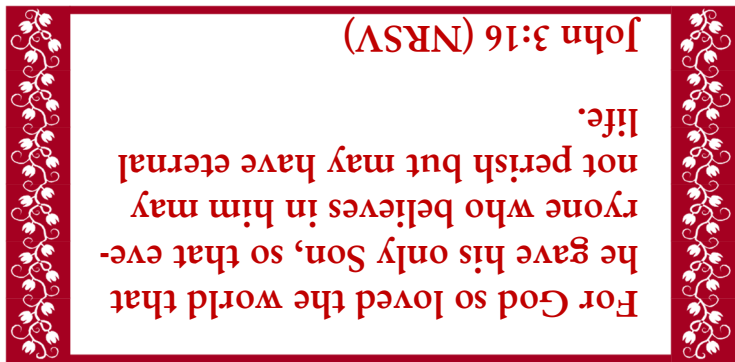 For God so loved the world that
he gave his only Son, so that eve-
ryone who believes in him may
not perish but may have eternal
life.
John 3:16 (NRSV)